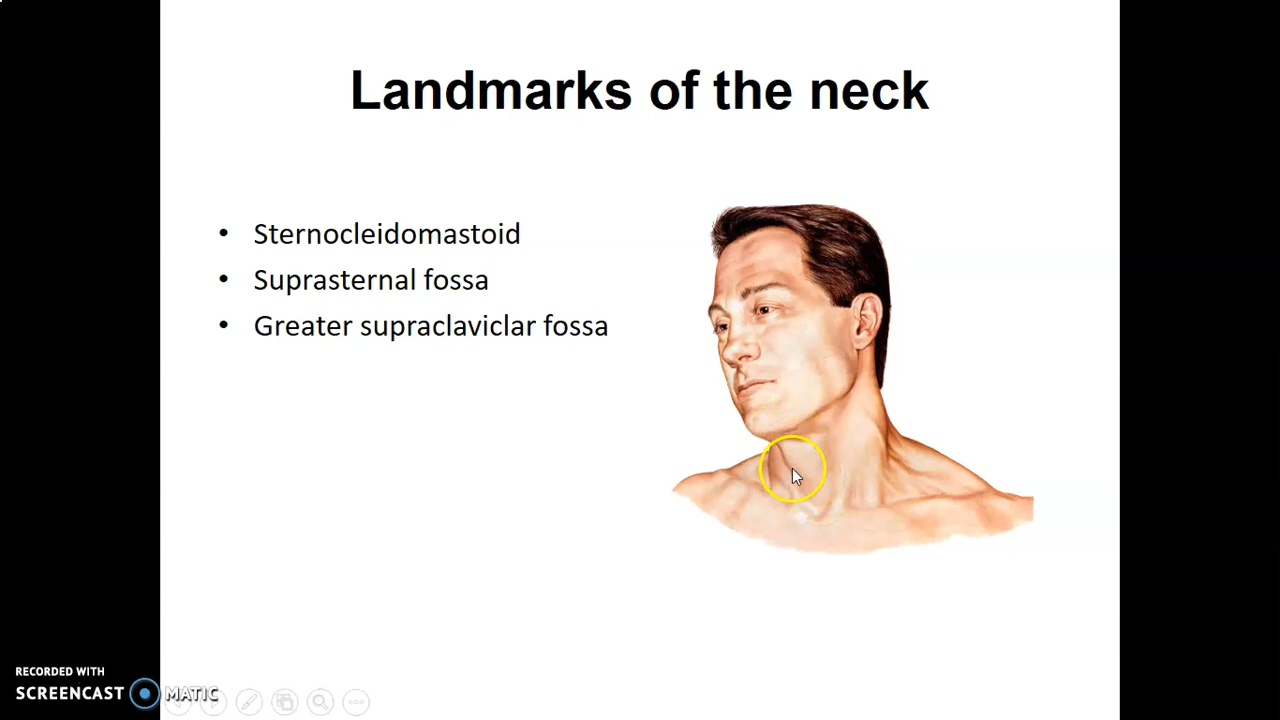 Landmarks of the neck
• Sternocleidomastoid
• Suprasternal fossa
• Greater supraclaviclar fossa
RECORDED WITH
SCREENCAST MATIC